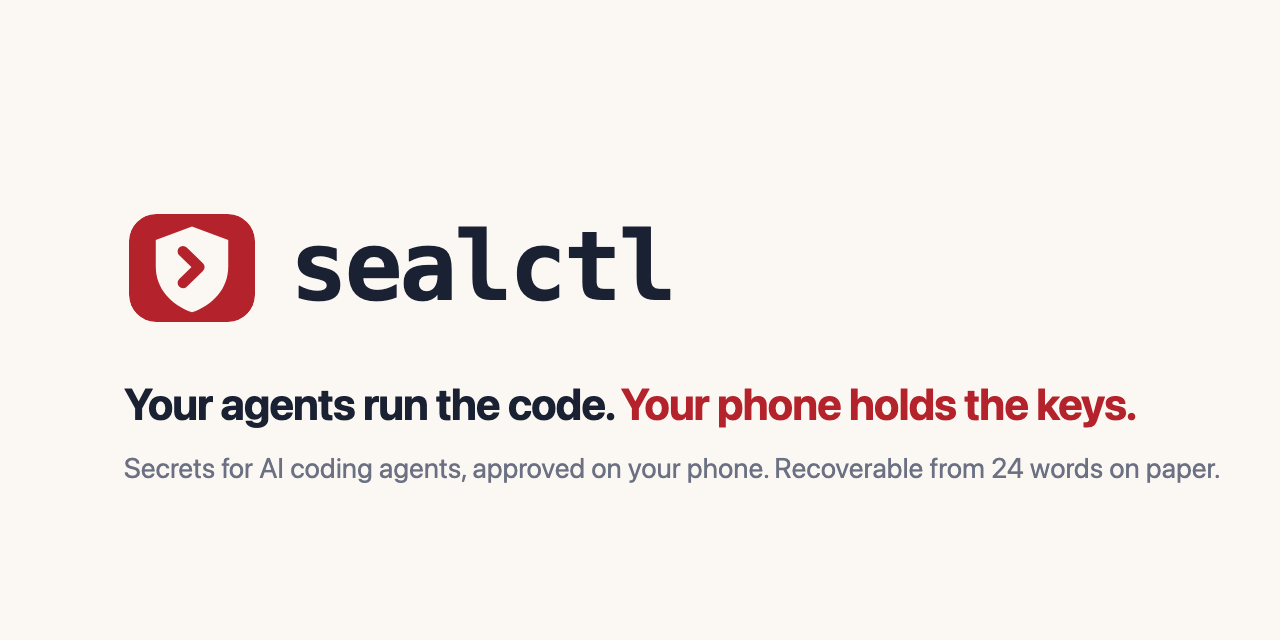 sealctl
Your agents run the code. Your phone holds the keys.
Secrets for AI coding agents, approved on your phone. Recoverable from 24 words on paper.